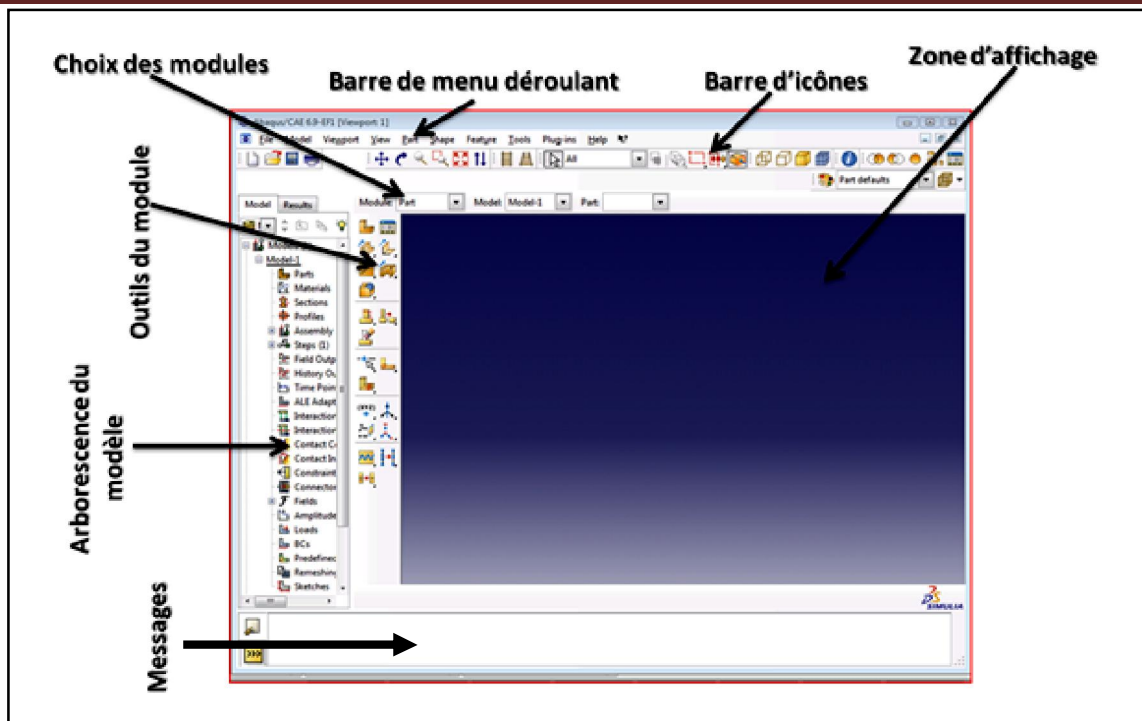 Choix des modules
Barre de menu déroulant
Barre d'icônes
Zone d'affichage
Outils du module
Arborescence du modèle
Messages
Abaqus/CAE 6.9-EF1 [Viewport: 1]
File Model Viewport View Part Shape Feature Tools Plug-ins Help
All
Part defaults
Model Results
Module: Part Model: Model-1 Part:
Model-1
Parts
Materials
Sections
Profiles
Assembly
Steps (1)
Field Outp
History Ou
Time Poin
ALE Adapt
Interaction
Interaction
Contact Co
Contact In
Constraint
Connector
Fields
Amplitude
Loads
BCs
Predefined
Remeshing
Sketches
SIMULIA
>>>